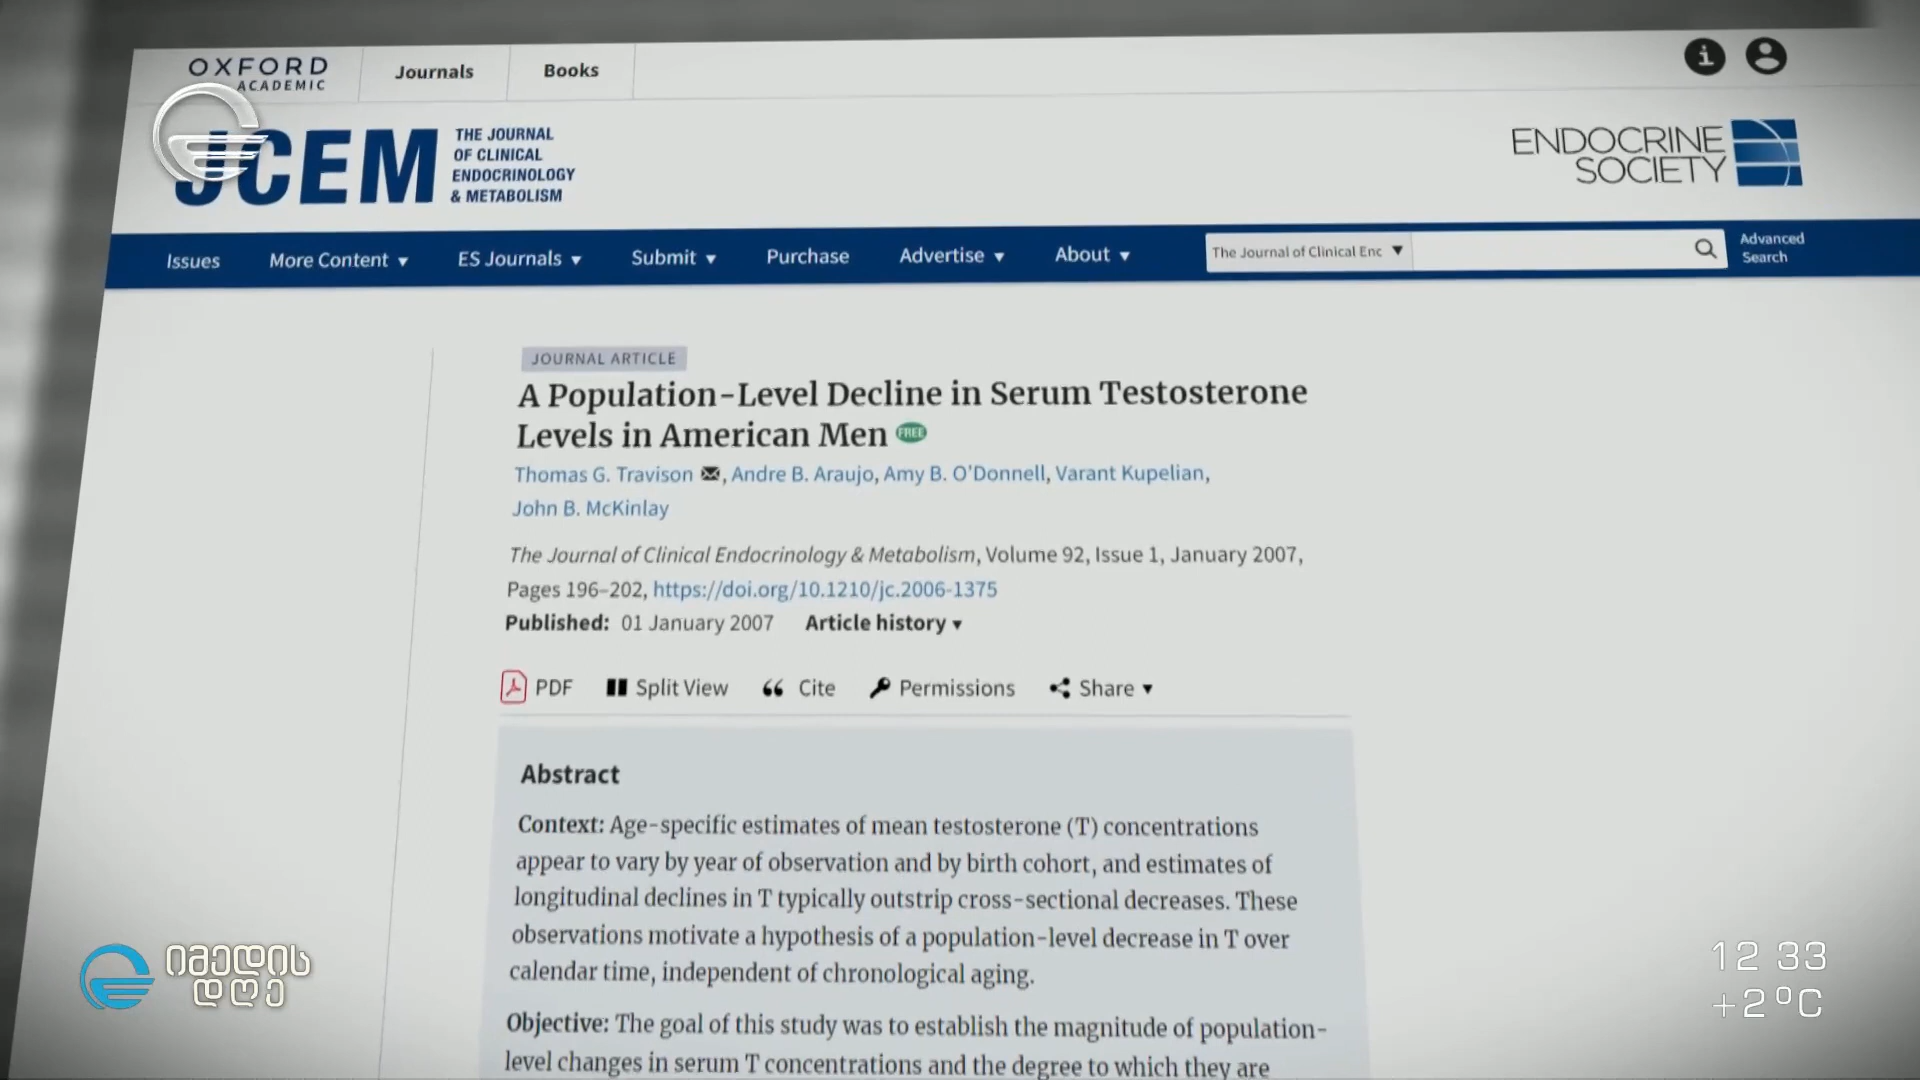 OXFORD
ACADEMIC
Journals
Books
JCEM
THE JOURNAL
OF CLINICAL
ENDOCRINOLOGY
& METABOLISM
ENDOCRINE
SOCIETY
Issues
More Content
ES Journals
Submit
Purchase
Advertise
About
The Journal of Clinical Enc
Advanced
Search
JOURNAL ARTICLE
A Population-Level Decline in Serum Testosterone
Levels in American Men FREE
Thomas G. Travison, Andre B. Araujo, Amy B. O'Donnell, Varant Kupelian,
John B. McKinlay
The Journal of Clinical Endocrinology & Metabolism, Volume 92, Issue 1, January 2007,
Pages 196–202, https://doi.org/10.1210/jc.2006-1375
Published: 01 January 2007 Article history
PDF Split View Cite Permissions Share
Abstract
Context: Age-specific estimates of mean testosterone (T) concentrations
appear to vary by year of observation and by birth cohort, and estimates of
longitudinal declines in T typically outstrip cross-sectional decreases. These
observations motivate a hypothesis of a population-level decrease in T over
calendar time, independent of chronological aging.
Objective: The goal of this study was to establish the magnitude of population-
level changes in serum T concentrations and the degree to which they are
იმედის
დღე
12 33
+2°C